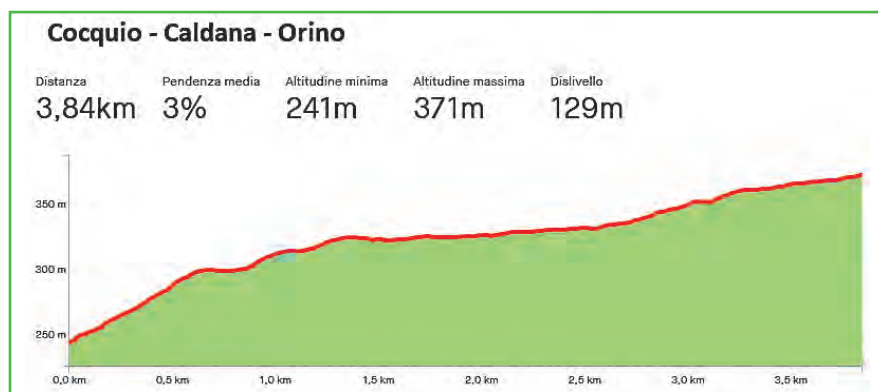 Cocquio - Caldana - Orino
Distanza Pendenza media Altitudine minima Altitudine massima Dislivello
3,84km 3% 241m 371m 129m
350 m
300 m
250 m
0,0 km 0,5 km 1,0 km 1,5 km 2,0 km 2,5 km 3,0 km 3,5 km